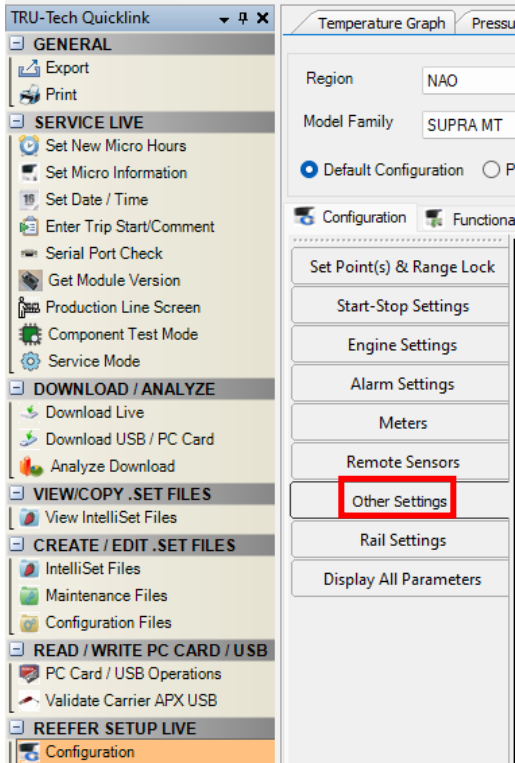 TRU-Tech Quicklink
GENERAL
Export
Print
SERVICE LIVE
Set New Micro Hours
Set Micro Information
Set Date / Time
Enter Trip Start/Comment
Serial Port Check
Get Module Version
Production Line Screen
Component Test Mode
Service Mode
DOWNLOAD / ANALYZE
Download Live
Download USB / PC Card
Analyze Download
VIEW/COPY .SET FILES
View IntelliSet Files
CREATE / EDIT .SET FILES
IntelliSet Files
Maintenance Files
Configuration Files
READ / WRITE PC CARD / USB
PC Card / USB Operations
Validate Carrier APX USB
REEFER SETUP LIVE
Configuration
Temperature Graph Pressu
Region NAO
Model Family SUPRA MT
Default Configuration P
Configuration Functiona
Set Point(s) & Range Lock
Start-Stop Settings
Engine Settings
Alarm Settings
Meters
Remote Sensors
Other Settings
Rail Settings
Display All Parameters